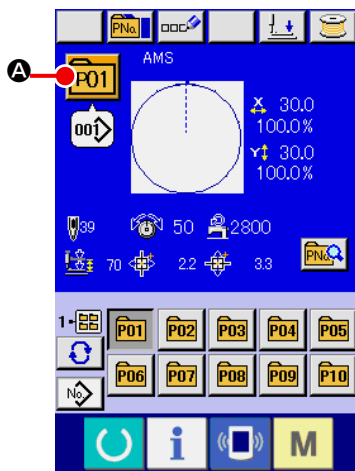 PNo.
A
AMS
P01
001
X 30.0
100.0%
Y 30.0
100.0%
39 50 2800
70 2.2 3.3
PNo.
1-
P01 P02 P03 P04 P05
P06 P07 P08 P09 P10
No.
i M